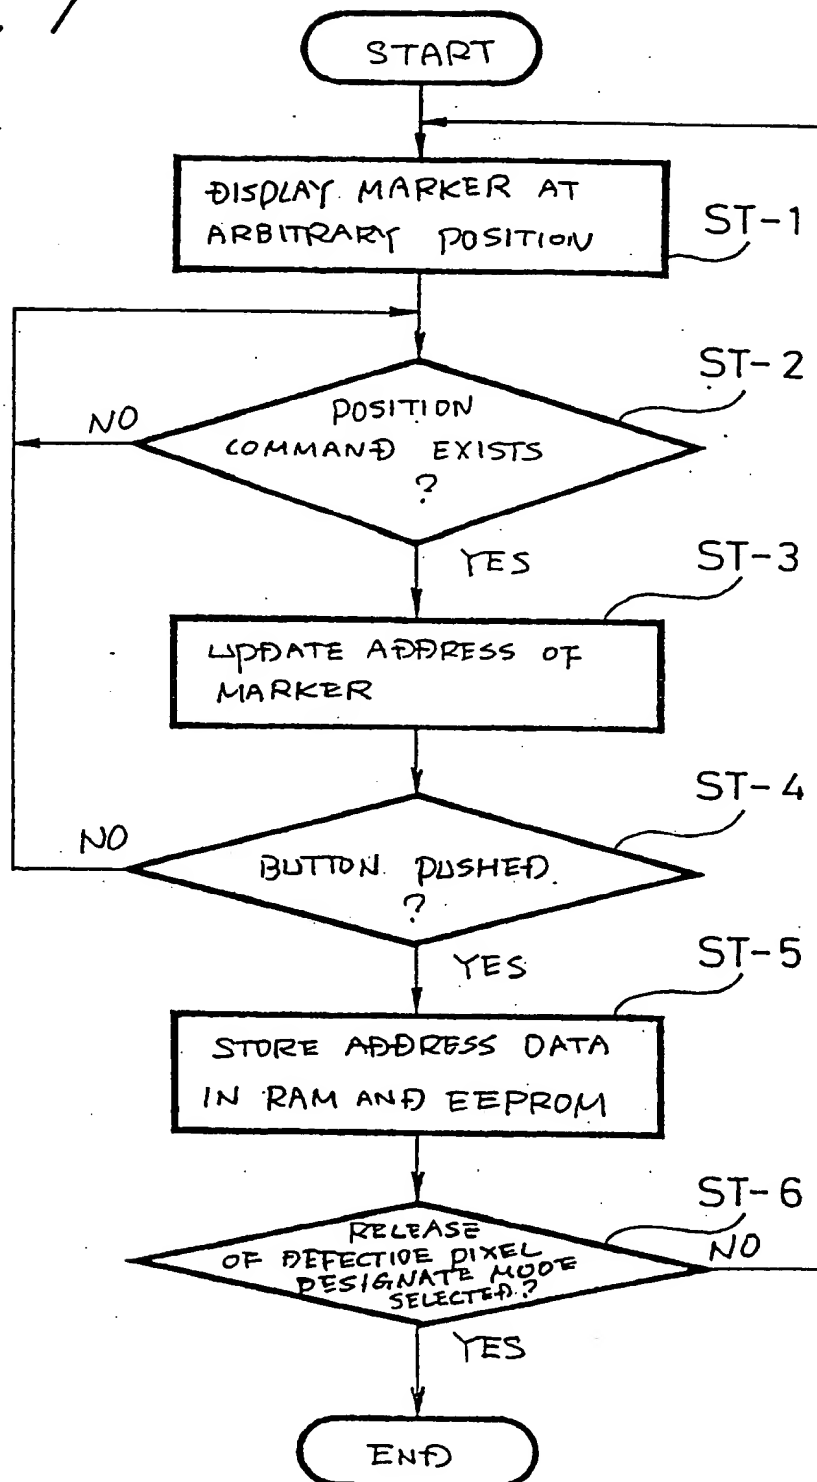 START
DISPLAY MARKER AT
ARBITRARY POSITION
ST-1
ST-2
POSITION
COMMAND EXISTS
?
NO
YES
ST-3
UPDATE ADDRESS OF
MARKER
ST-4
BUTTON PUSHED
?
NO
YES
ST-5
STORE ADDRESS DATA
IN RAM AND EEPROM
ST-6
RELEASE
OF DEFECTIVE PIXEL
DESIGNATE MODE
SELECTED?
NO
YES
END